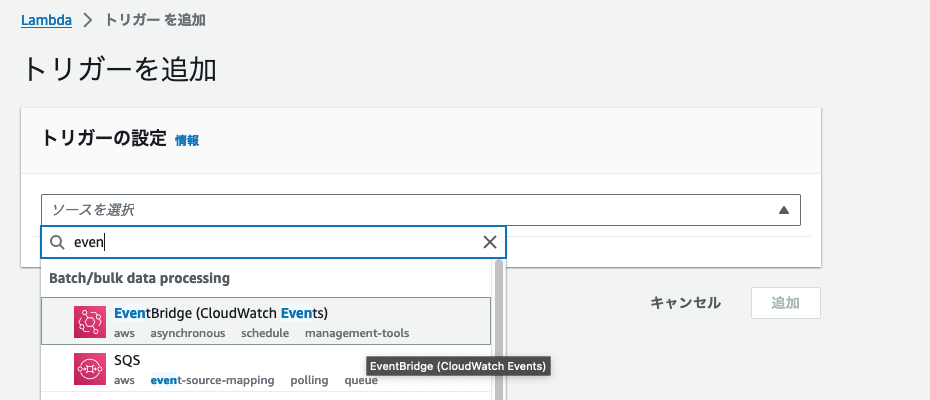 Lambda > トリガーを追加
トリガーを追加
トリガーの設定 情報
ソースを選択
even
Batch/bulk data processing
EventBridge (CloudWatch Events)
aws asynchronous schedule management-tools
キャンセル 追加
SQS
EventBridge (CloudWatch Events)
aws event-source-mapping polling queue